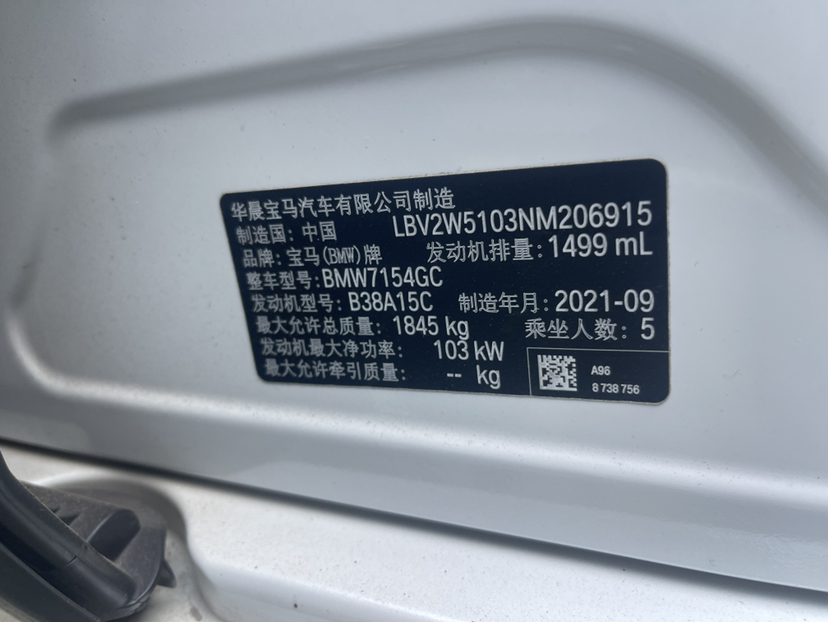 华晨宝马汽车有限公司制造
制造国: 中国 LBV2W5103NM206915
品牌: 宝马(BMW)牌 发动机排量: 1499 mL
整车型号: BMW7154GC
发动机型号: B38A15C 制造年月: 2021-09
最大允许总质量: 1845 kg 乘坐人数: 5
发动机最大净功率: 103 kW
最大允许牵引质量: -- kg
A96
8 738 756